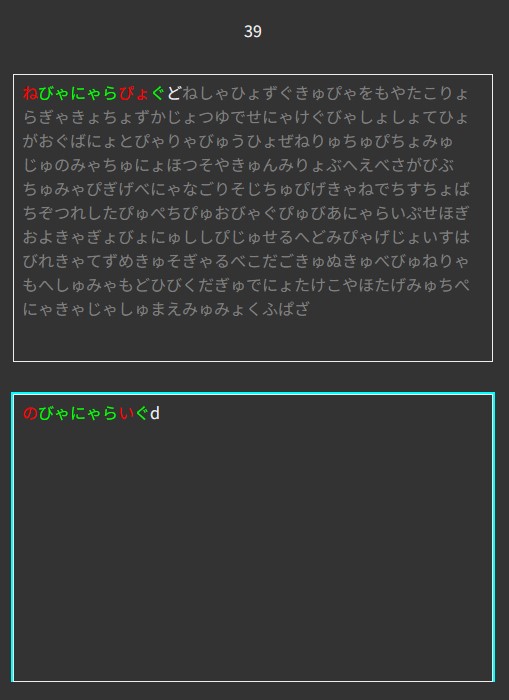 39
ねびゃにゃらぴょぐどねしゃひょずぐきゅぴゃをもやたこりょ
らぎゃきょちょずかじょつゆでせにゃけぐびゃしょしょてひょ
がおぐばにょとぴゃりゃびゅうひょぜねりゅちゅぴちょみゅ
じゅのみゃちゅにょほつそやきゅんみりょぶへえべさがびぶ
ちゅみゃぴぎげべにゃなごりそじちゅぴげきゃねでちすちょば
ちぞつれしたぴゅぺちぴゅおびゃぐぴゅびあにゃらいぷせほぎ
およきゃぎょびょにゅししぴじゅせるへどみぴゃげじょいすは
びれきゃてずめきゅそぎゃるべこだごきゅぬきゅべびゅねりゃ
もへしゅみゃもどひびくだぎゅでにょたけこやほたげみゅちぺ
にゃきゃじゃしゅまえみゅみょくふぱざ
のびゃにゃらいぐd